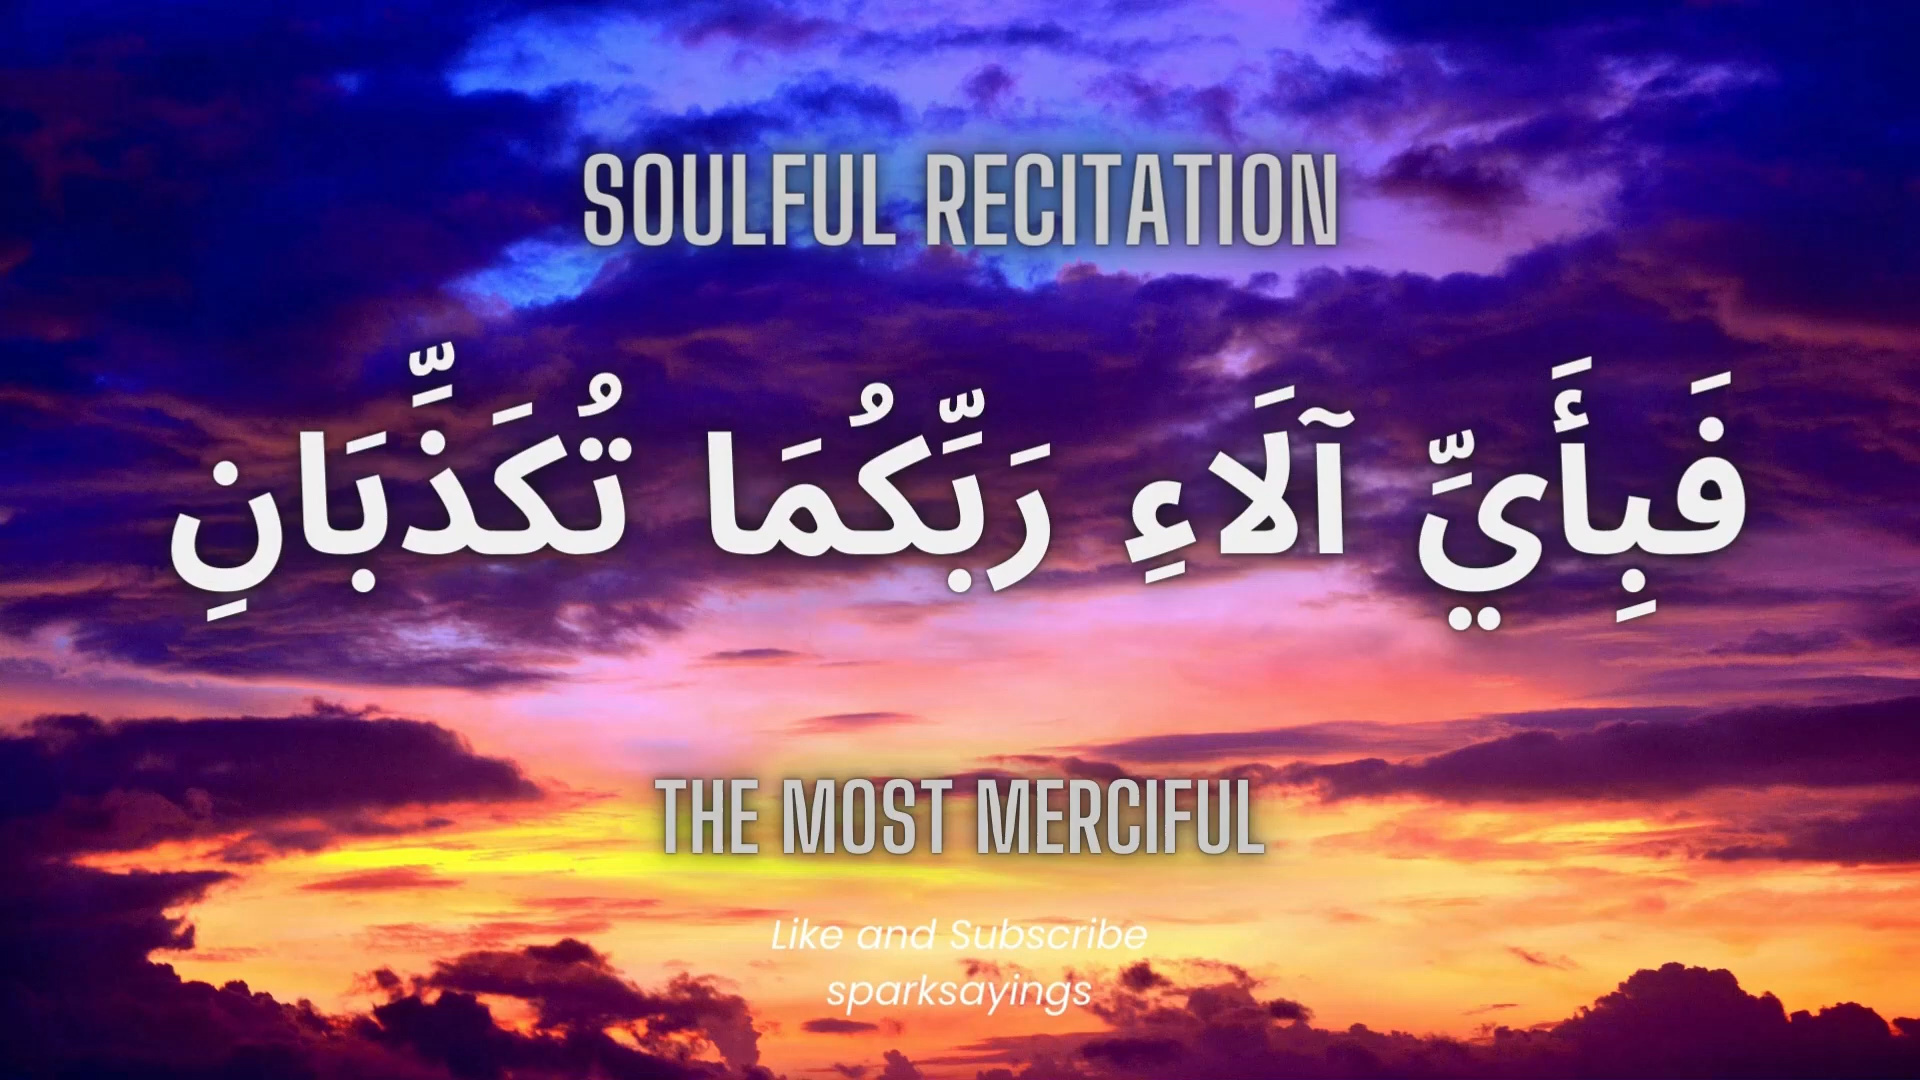 SOULFUL RECITATION
فَبِأَيِّ آلَاءِ رَبِّكُمَا تُكَذِّبَانِ
THE MOST MERCIFUL
Like and Subscribe
sparksayings